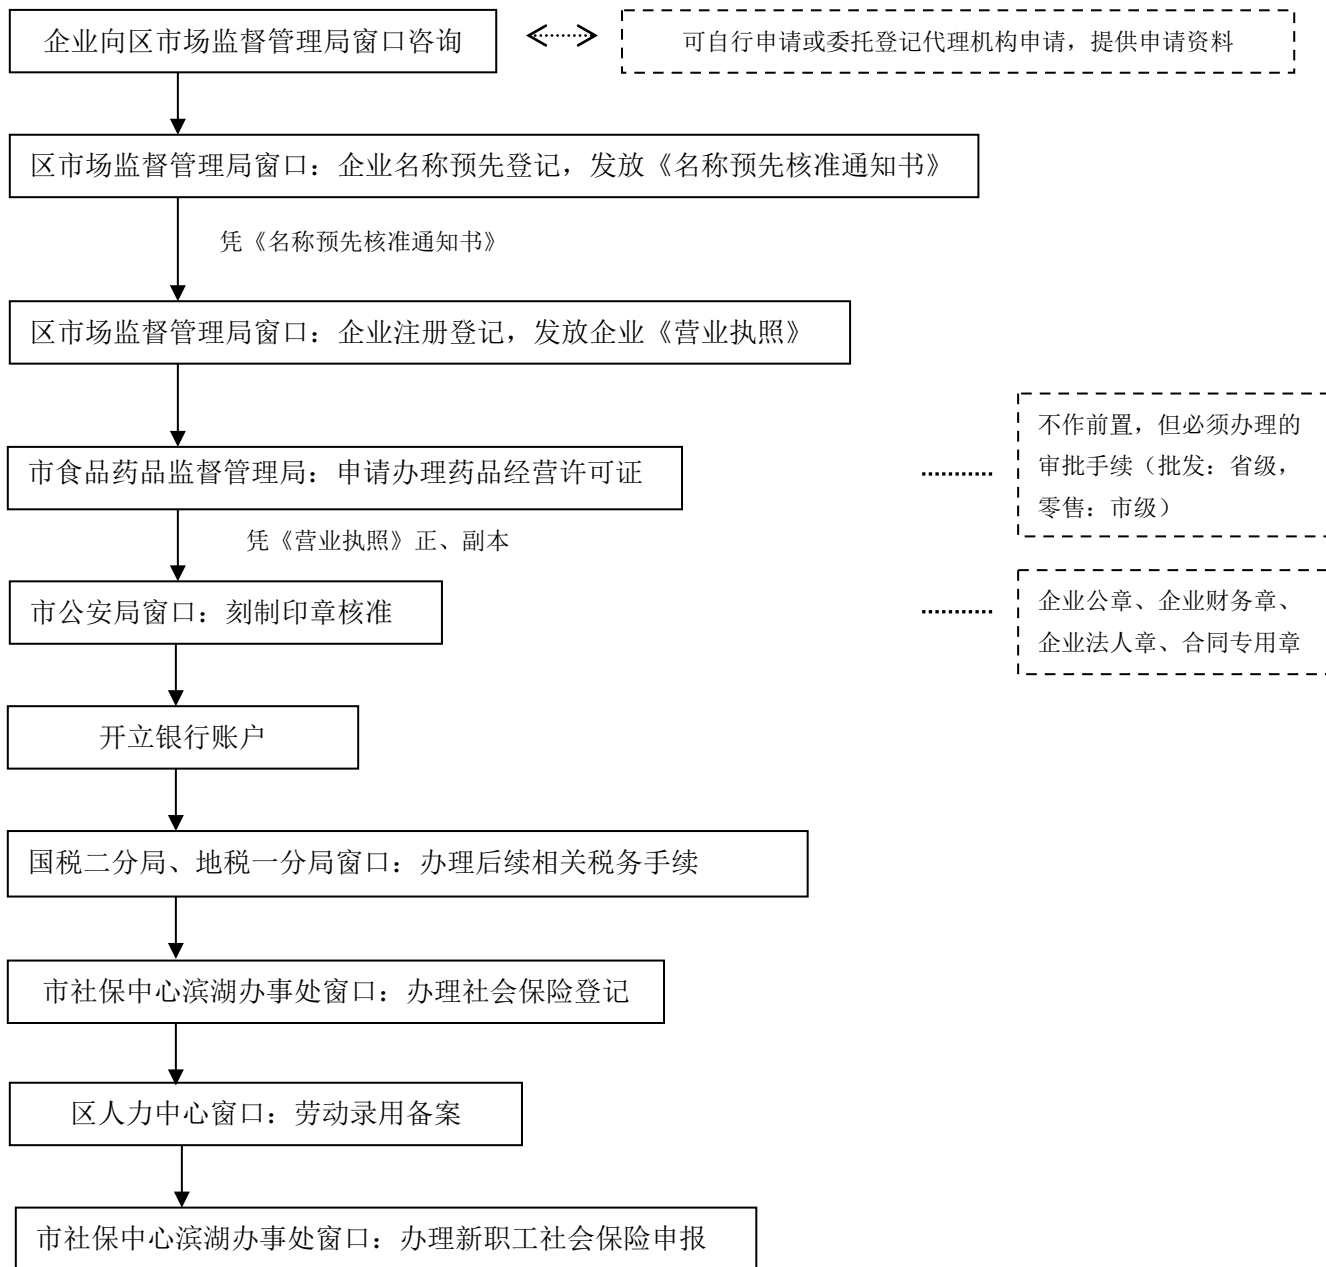 企业向区市场监督管理局窗口咨询
可自行申请或委托登记代理机构申请，提供申请资料
区市场监督管理局窗口：企业名称预先登记，发放《名称预先核准通知书》
凭《名称预先核准通知书》
区市场监督管理局窗口：企业注册登记，发放企业《营业执照》
市食品药品监督管理局：申请办理药品经营许可证
不作前置，但必须办理的
审批手续（批发：省级，
零售：市级）
凭《营业执照》正、副本
市公安局窗口：刻制印章核准
企业公章、企业财务章、
企业法人章、合同专用章
开立银行账户
国税二分局、地税一分局窗口：办理后续相关税务手续
市社保中心滨湖办事处窗口：办理社会保险登记
区人力中心窗口：劳动录用备案
市社保中心滨湖办事处窗口：办理新职工社会保险申报